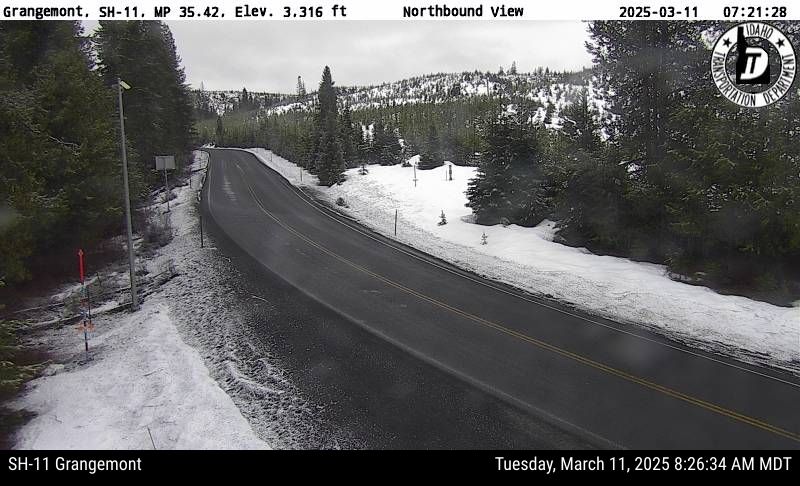 Grangemont, SH-11, MP 35.42, Elev. 3,316 ft Northbound View 2025-03-11 07:21:28
IDAHO
TRANSPORTATION DEPARTMENT
SH-11 Grangemont Tuesday, March 11, 2025 8:26:34 AM MDT